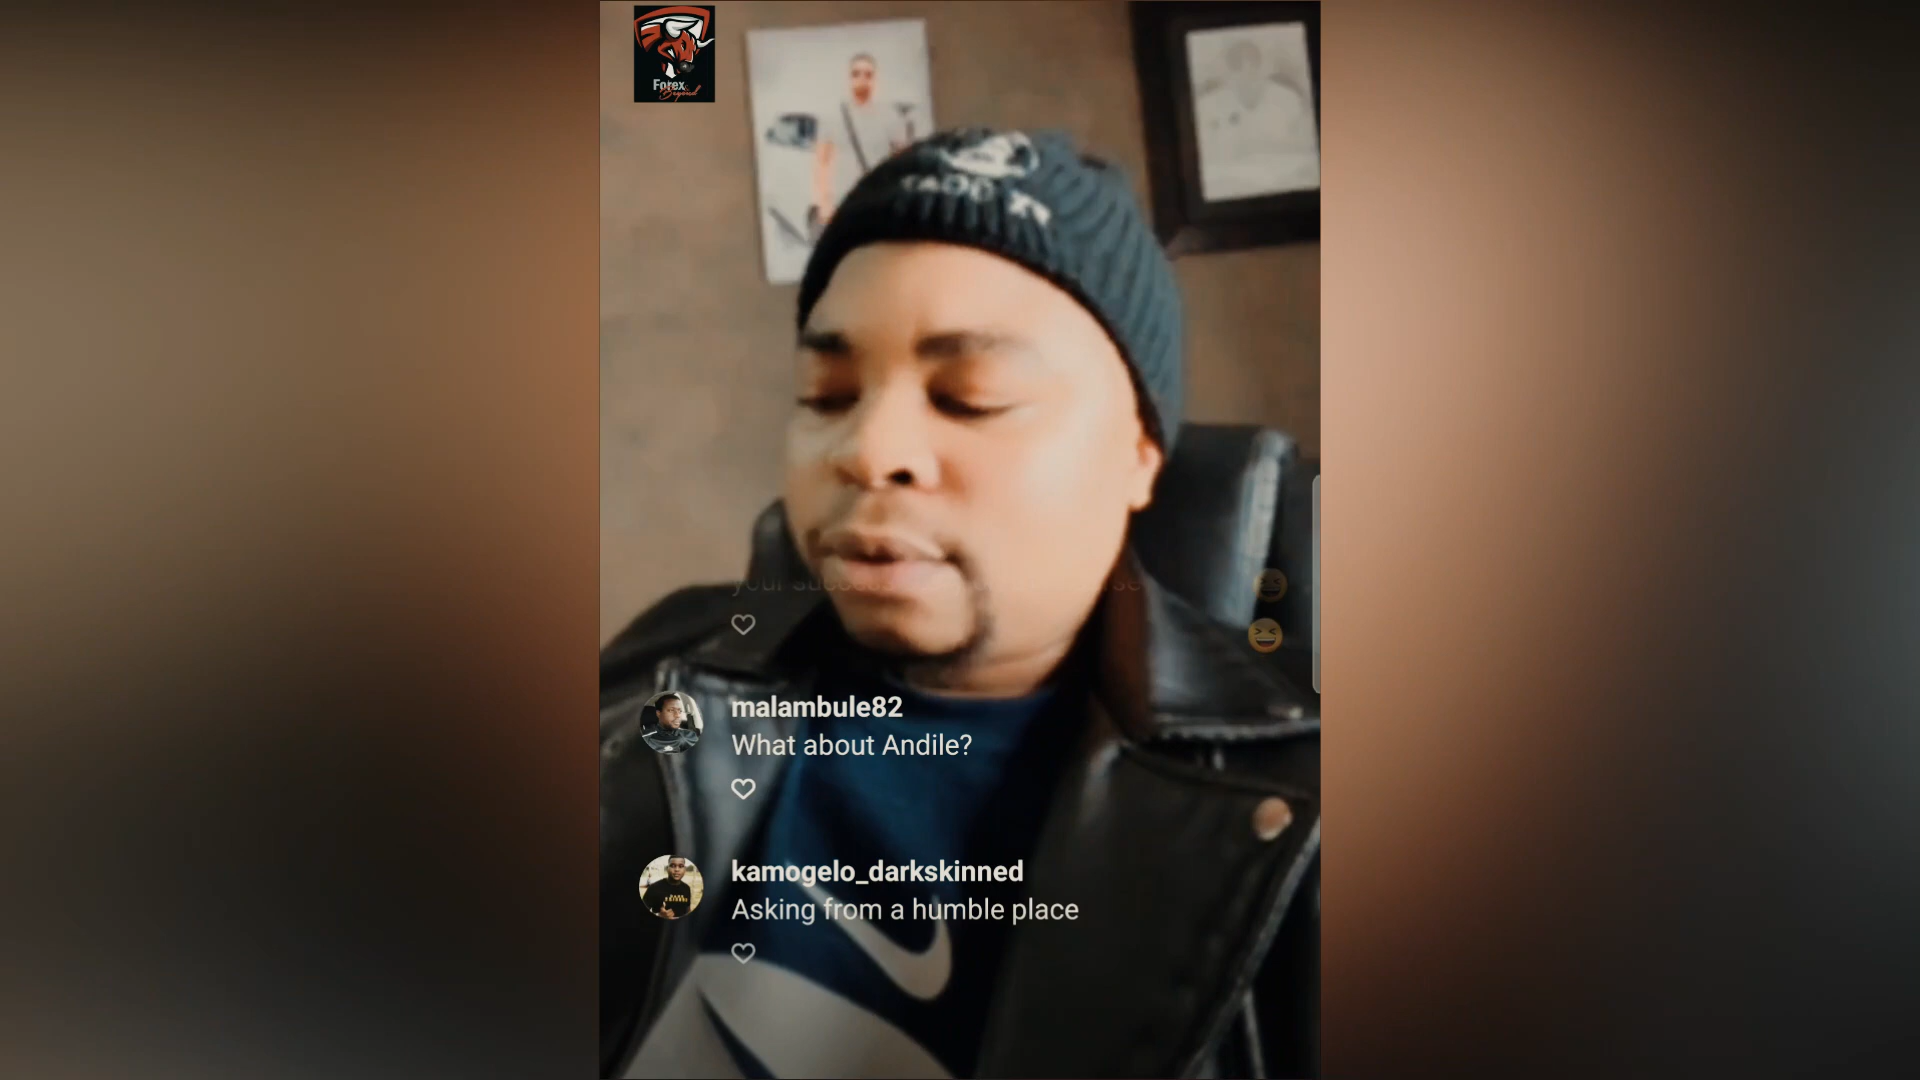 Forex
Beyond
malambule82
What about Andile?
kamogelo_darkskinned
Asking from a humble place